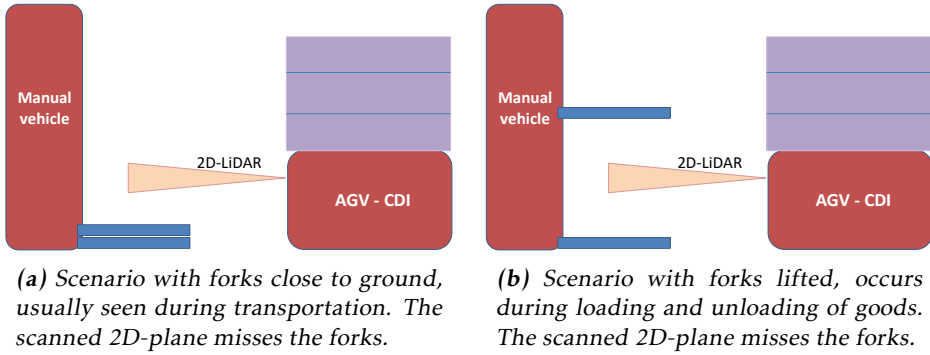 Manual
vehicle
2D-LiDAR
AGV - CDI
Manual
vehicle
2D-LiDAR
AGV - CDI
(a) Scenario with forks close to ground,
usually seen during transportation. The
scanned 2D-plane misses the forks.
(b) Scenario with forks lifted, occurs
during loading and unloading of goods.
The scanned 2D-plane misses the forks.